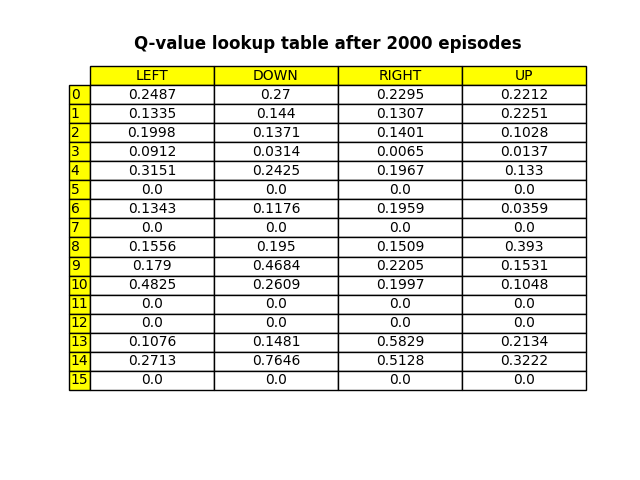 Q-value lookup table after 2000 episodes
LEFT DOWN RIGHT UP
0 0.2487 0.27 0.2295 0.2212
1 0.1335 0.144 0.1307 0.2251
2 0.1998 0.1371 0.1401 0.1028
3 0.0912 0.0314 0.0065 0.0137
4 0.3151 0.2425 0.1967 0.133
5 0.0 0.0 0.0 0.0
6 0.1343 0.1176 0.1959 0.0359
7 0.0 0.0 0.0 0.0
8 0.1556 0.195 0.1509 0.393
9 0.179 0.4684 0.2205 0.1531
10 0.4825 0.2609 0.1997 0.1048
11 0.0 0.0 0.0 0.0
12 0.0 0.0 0.0 0.0
13 0.1076 0.1481 0.5829 0.2134
14 0.2713 0.7646 0.5128 0.3222
15 0.0 0.0 0.0 0.0